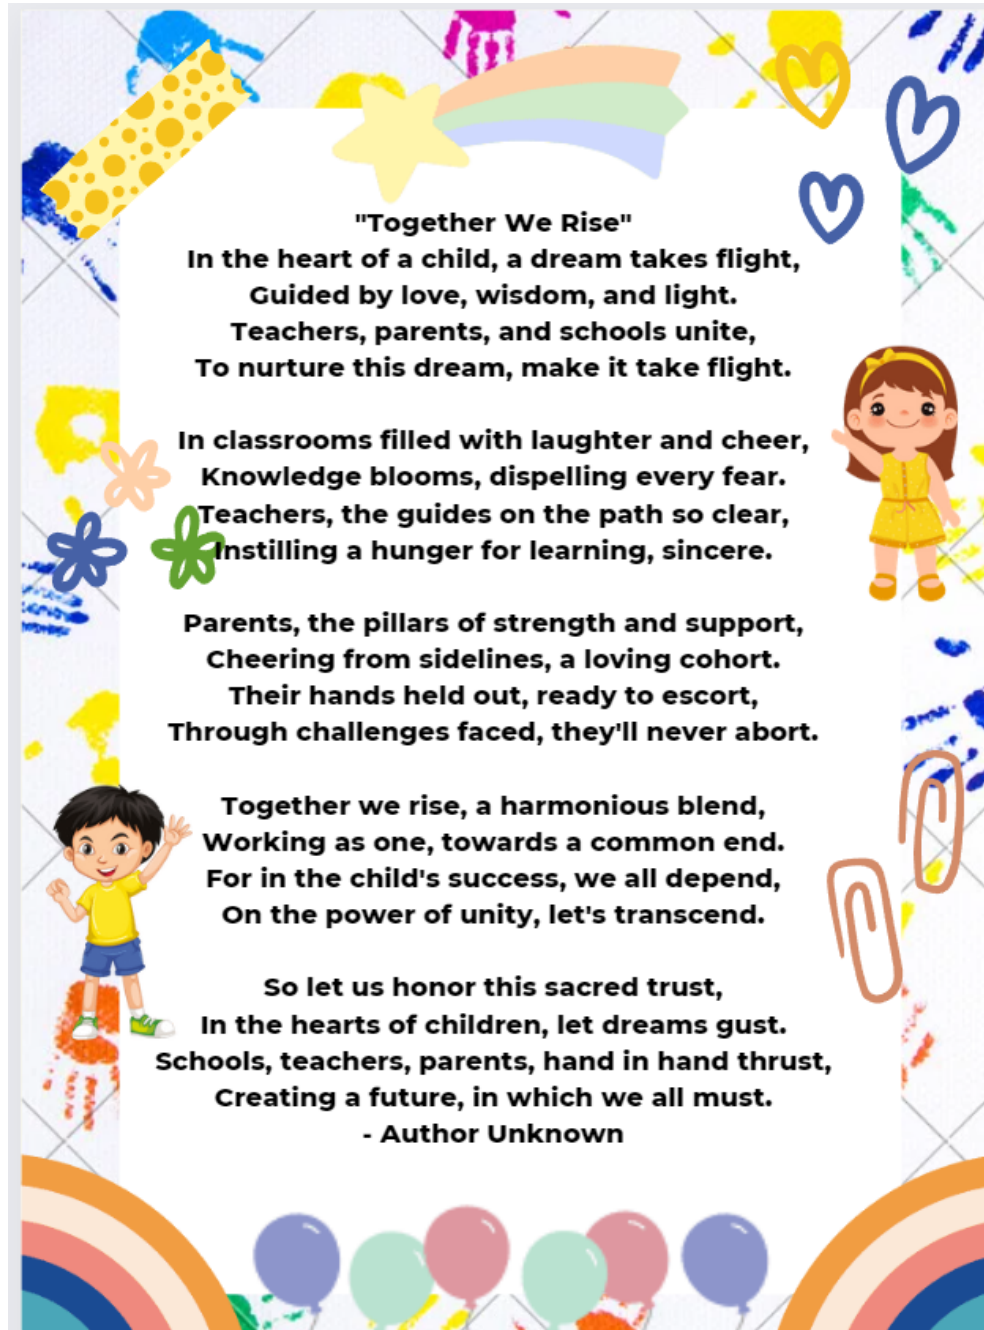 "Together We Rise"
In the heart of a child, a dream takes flight,
Guided by love, wisdom, and light.
Teachers, parents, and schools unite,
To nurture this dream, make it take flight.
In classrooms filled with laughter and cheer,
Knowledge blooms, dispelling every fear.
Teachers, the guides on the path so clear,
Instilling a hunger for learning, sincere.
Parents, the pillars of strength and support,
Cheering from sidelines, a loving cohort.
Their hands held out, ready to escort,
Through challenges faced, they'll never abort.
Together we rise, a harmonious blend,
Working as one, towards a common end.
For in the child's success, we all depend,
On the power of unity, let's transcend.
So let us honor this sacred trust,
In the hearts of children, let dreams gust.
Schools, teachers, parents, hand in hand thrust,
Creating a future, in which we all must.
- Author Unknown